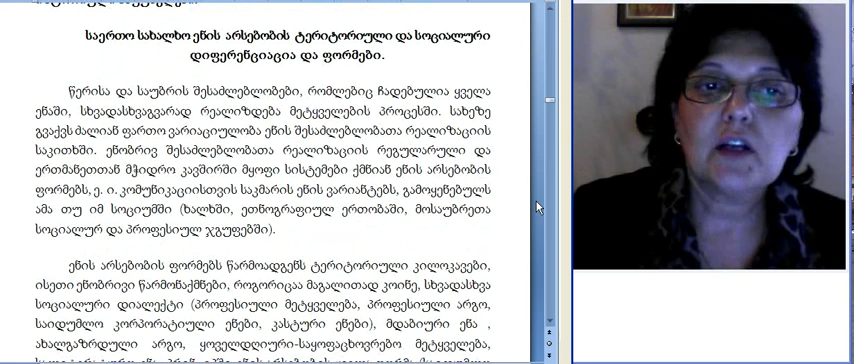 საერთო სახალხო ენის არსებობის ტერიტორიული და სოციალური
დიფერენციაცია და ფორმები.
წერისა და საუბრის შესაძლებლობები, რომლებიც ჩადებულია ყველა
ენაში, სხვადასხვაგვარად რეალიზდება მეტყველების პროცესში. სახეზე
გვაქვს ძალიან ფართო ვარიაციულობა ენის შესაძლებლობათა რეალიზაციის
საკითხში. ენობრივ შესაძლებლობათა რეალიზაციის რეგულარული და
ერთმანეთთან მჭიდრო კავშირში მყოფი სისტემები ქმნიან ენის არსებობის
ფორმებს, ე. ი. კომუნიკაციისთვის საკმარის ენის ვარიანტებს, გამოყენებულს
ამა თუ იმ სოციუმში (ხალხში, ეთნოგრაფიულ ერთობაში, მოსაუბრეთა
სოციალურ და პროფესიულ ჯგუფებში).
ენის არსებობის ფორმებს წარმოადგენს ტერიტორიული კილოკავები,
ისეთი ენობრივი წარმონაქმნები, როგორიცაა მაგალითად კოინე, სხვადასხვა
სოციალური დიალექტი (პროფესიული მეტყველება, პროფესიული არგო,
საიდუმლო კორპორატიული ენები, კასტური ენები), მდაბიური ენა ,
ახალგაზრდული არგო, ყოველდღიური-საყოფაცხოვრებო მეტყველება,